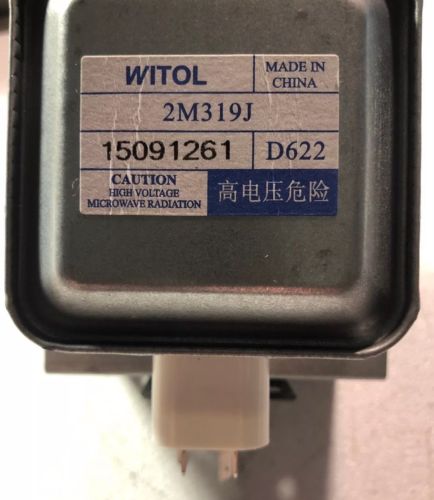 WITOL
MADE IN
CHINA
2M319J
15091261
D622
CAUTION
HIGH VOLTAGE
MICROWAVE RADIATION
高电压危险